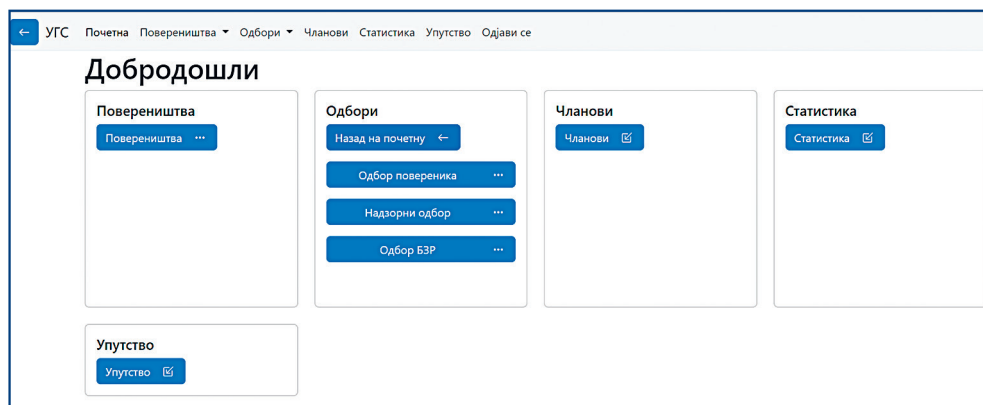 УГС Почетна Повереништва Одбори Чланови Статистика Упутство Одјави се
Добродошли
Повереништва
Повереништва
Одбори
Назад на почетну
Одбор повереника
Надзорни одбор
Одбор БЗР
Чланови
Чланови
Статистика
Статистика
Упутство
Упутство